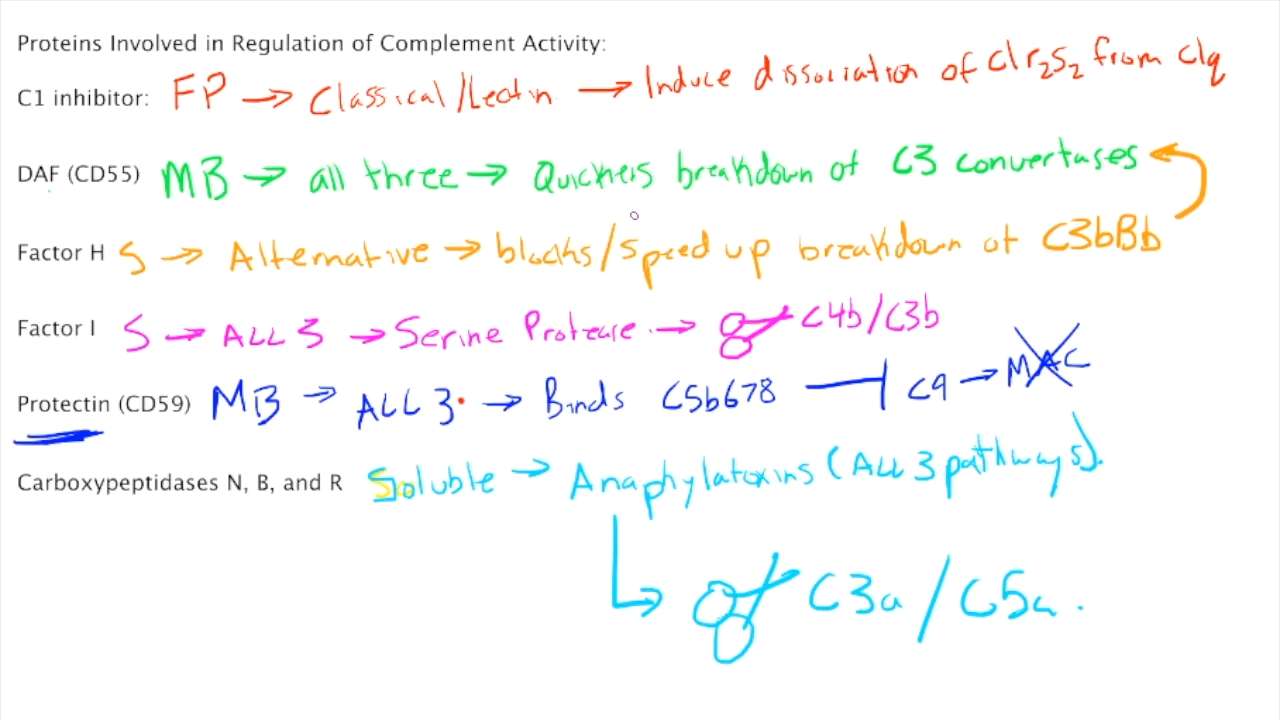 Proteins Involved in Regulation of Complement Activity:
C1 inhibitor: FP → Classical/Lectin → Induce dissociation of C1r₂s₂ from C1q
DAF (CD55) MB → all three → Quickens breakdown of C3 convertases
Factor H S → Alternative → blocks/speed up breakdown of C3bBb
Factor I S → ALL 3 → Serine Protease → C4b/C3b
Protectin (CD59) MB → ALL 3 → Binds C5b678 ⊣ C9 → MAC
Carboxypeptidases N, B, and R Soluble → Anaphylatoxins (ALL 3 pathways).
C3a/C5a.